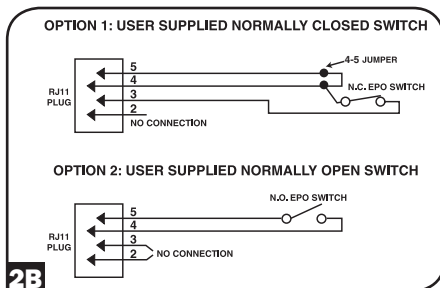 OPTION 1: USER SUPPLIED NORMALLY CLOSED SWITCH
4-5 JUMPER
5
4
N.C. EPO SWITCH
RJ11
PLUG
3
2
NO CONNECTION
OPTION 2: USER SUPPLIED NORMALLY OPEN SWITCH
N.O. EPO SWITCH
5
4
RJ11
PLUG
3
NO CONNECTION
2
2B